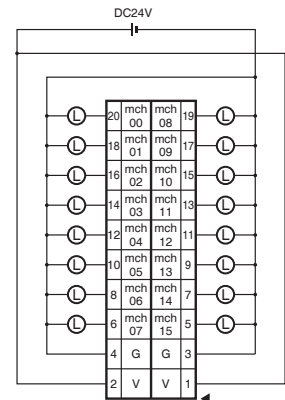 DC24V
L 20 mch 00 mch 08 19 L
L 18 mch 01 mch 09 17 L
L 16 mch 02 mch 10 15 L
L 14 mch 03 mch 11 13 L
L 12 mch 04 mch 12 11 L
L 10 mch 05 mch 13 9 L
L 8 mch 06 mch 14 7 L
L 6 mch 07 mch 15 5 L
4 G G 3
2 V V 1